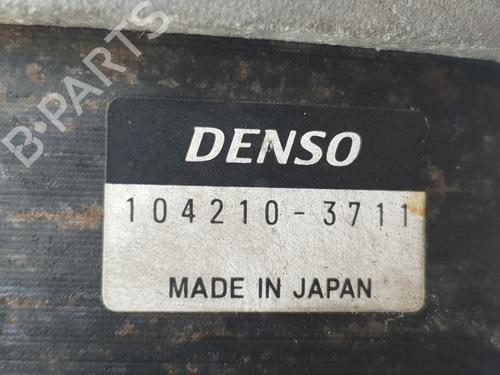 B-PARTS
DENSO
104210-3711
MADE IN JAPAN